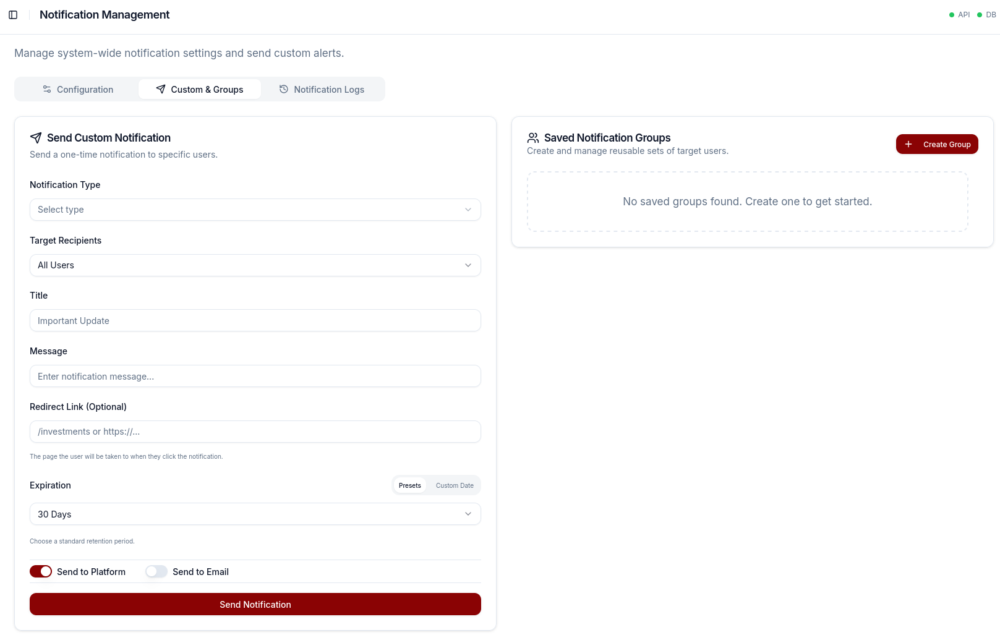 Notification Management
API DB
Manage system-wide notification settings and send custom alerts.
Configuration
Custom & Groups
Notification Logs
Send Custom Notification
Send a one-time notification to specific users.
Notification Type
Select type
Target Recipients
All Users
Title
Important Update
Message
Enter notification message...
Redirect Link (Optional)
/investments or https://...
The page the user will be taken to when they click the notification.
Expiration
Presets
Custom Date
30 Days
Choose a standard retention period.
Send to Platform
Send to Email
Send Notification
Saved Notification Groups
Create and manage reusable sets of target users.
Create Group
No saved groups found. Create one to get started.